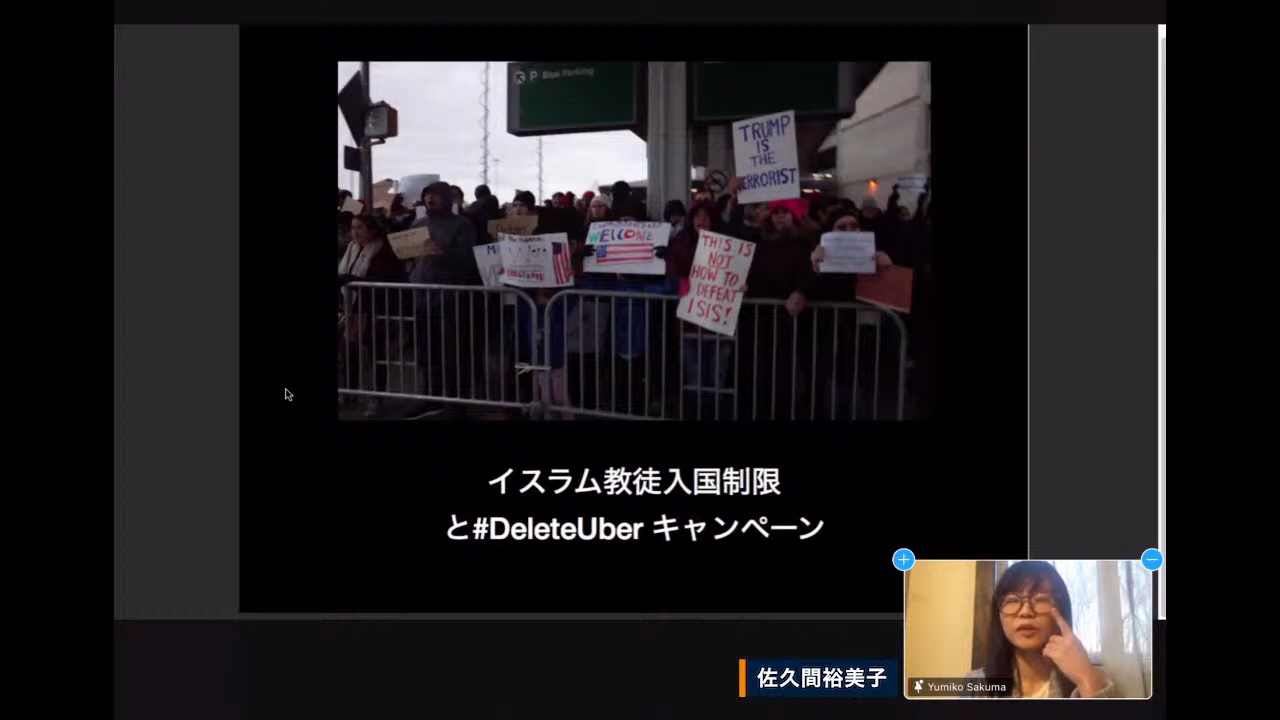 P Blue Parking
TRUMP
IS
THE
ERRORIST
WELCOME
THIS IS
NOT
HOW TO
DEFEAT
ISIS!
イスラム教徒入国制限
と#DeleteUber キャンペーン
佐久間裕美子
Yumiko Sakuma